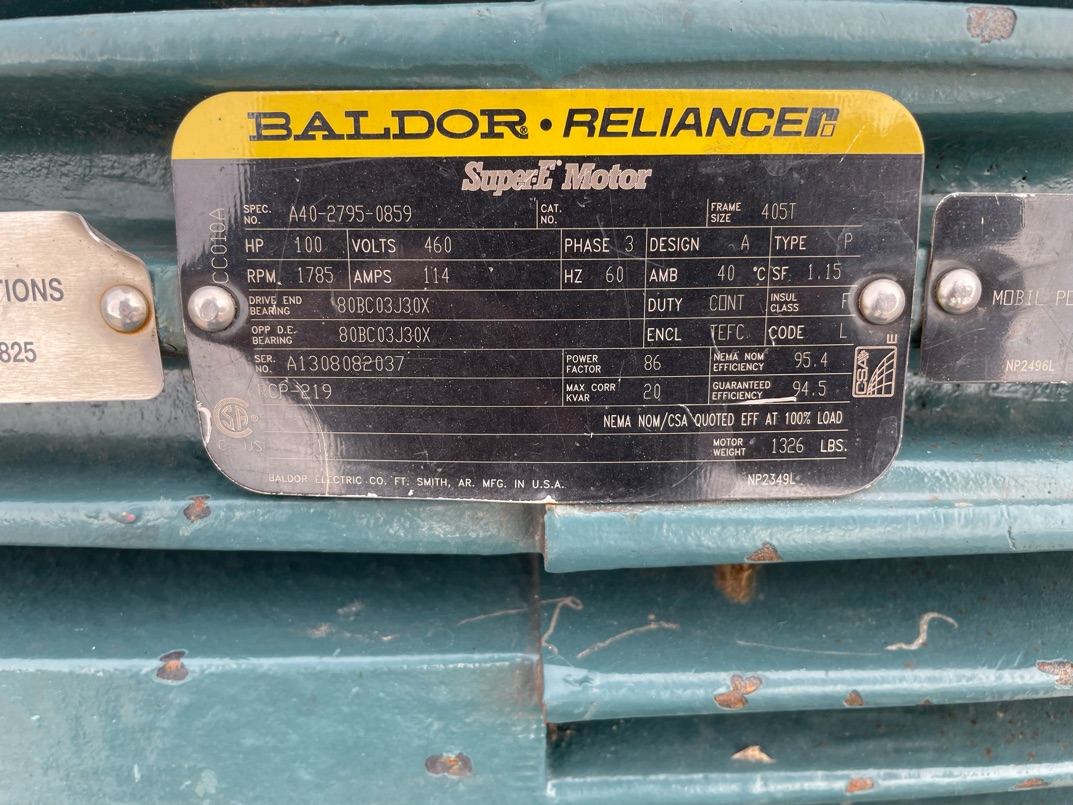 BALDOR® • RELIANCE
Super-E® Motor
SPEC. NO. A40-2795-0859 CAT. NO. FRAME SIZE 405T
HP 100 VOLTS 460 PHASE 3 DESIGN A TYPE P
RPM 1785 AMPS 114 HZ 60 AMB 40 °C SF. 1.15
DRIVE END BEARING 80BC03J30X DUTY CONT INSUL CLASS F
OPP D.E. BEARING 80BC03J30X ENCL TEFC CODE L
SER. NO. A1308082037 POWER FACTOR 86 NEMA NOM EFFICIENCY 95.4
PCP-219 MAX CORR KVAR 20 GUARANTEED EFFICIENCY 94.5
NEMA NOM/CSA QUOTED EFF AT 100% LOAD
MOTOR WEIGHT 1326 LBS.
BALDOR ELECTRIC CO. FT. SMITH, AR. MFG. IN U.S.A. NP2349L
CC010A
SA®
C US
CSA
E
TIONS
825
MOBIL PO
NP2496L